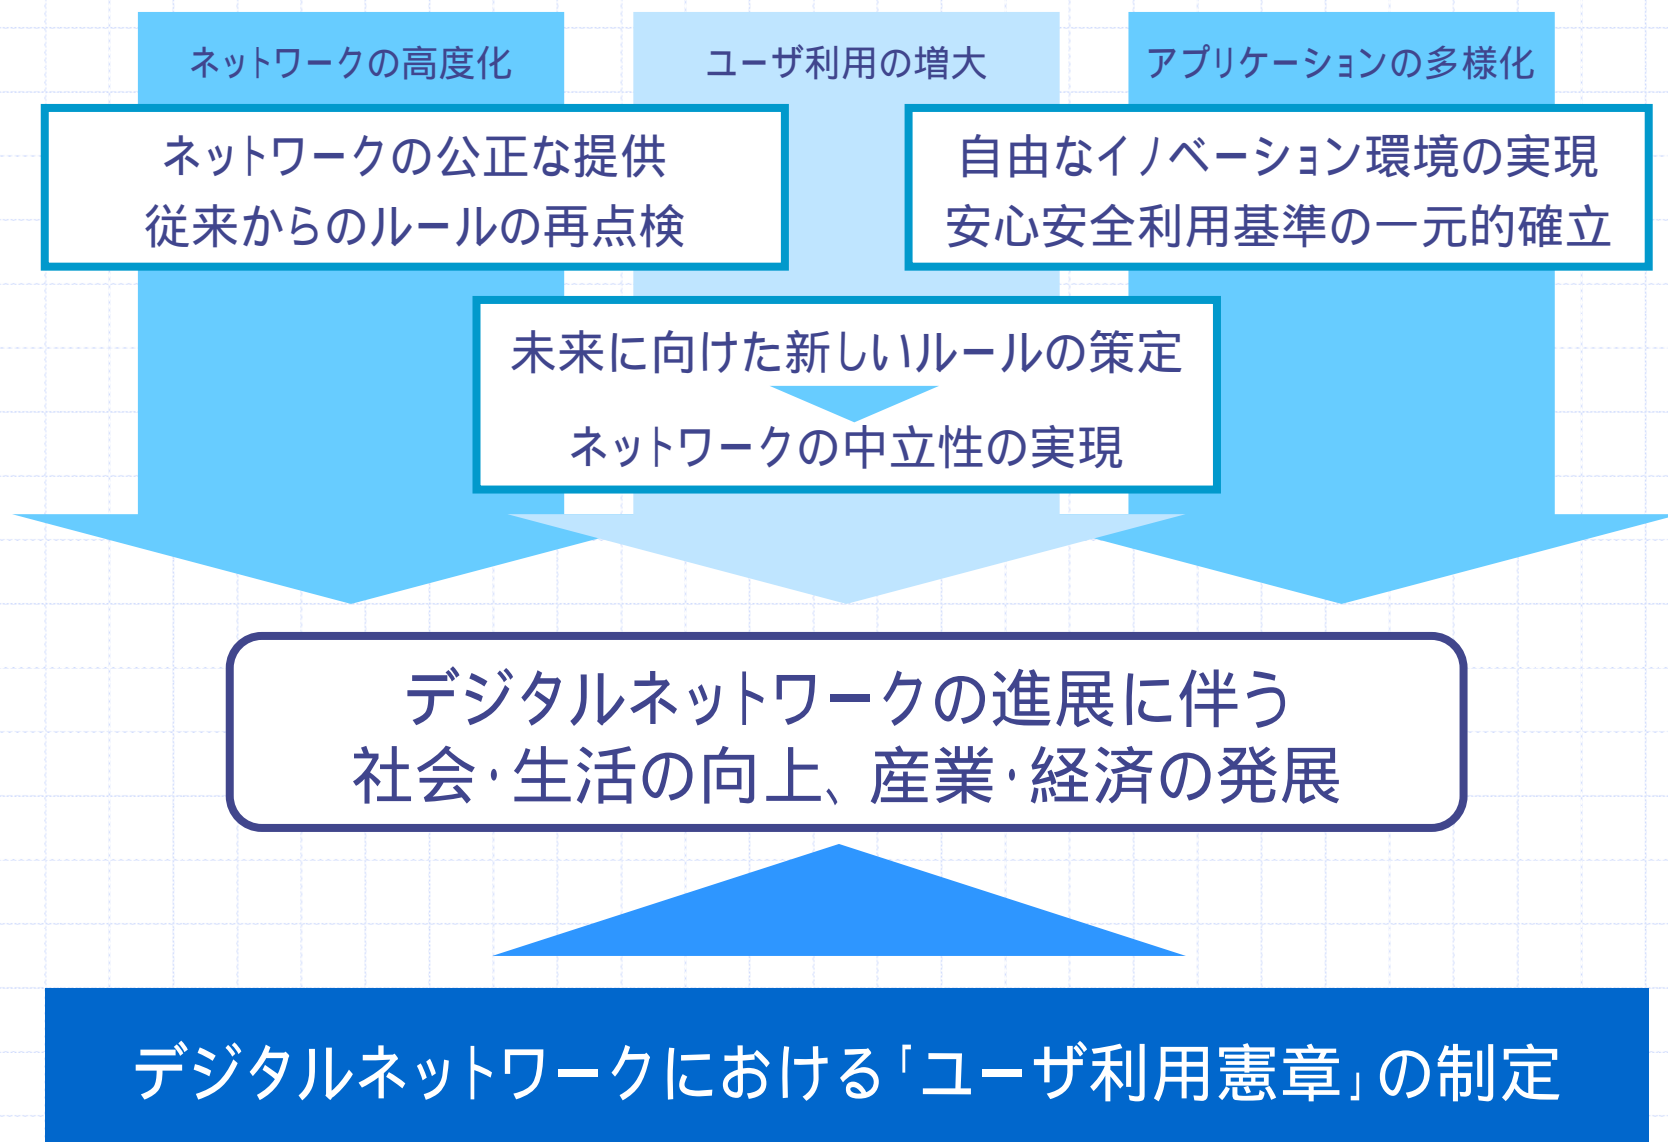 ネットワークの高度化
ユーザ利用の増大
アプリケーションの多様化
ネットワークの公正な提供
従来からのルールの再点検
自由なイノベーション環境の実現
安心安全利用基準の一元的確立
未来に向けた新しいルールの策定
ネットワークの中立性の実現
デジタルネットワークの進展に伴う
社会・生活の向上、産業・経済の発展
デジタルネットワークにおける「ユーザ利用憲章」の制定